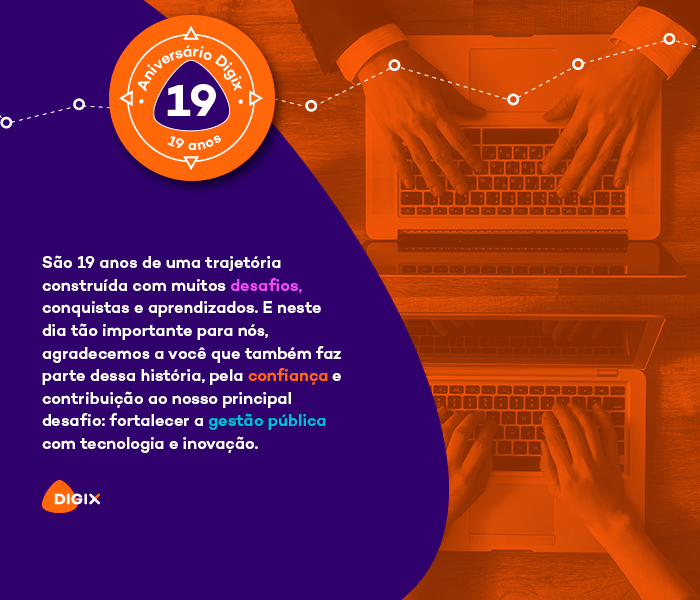 Aniversário Digix
19
19 anos
São 19 anos de uma trajetória
construída com muitos desafios,
conquistas e aprendizados. E neste
dia tão importante para nós,
agradecemos a você que também faz
parte dessa história, pela confiança e
contribuição ao nosso principal
desafio: fortalecer a gestão pública
com tecnologia e inovação.
DIGIX